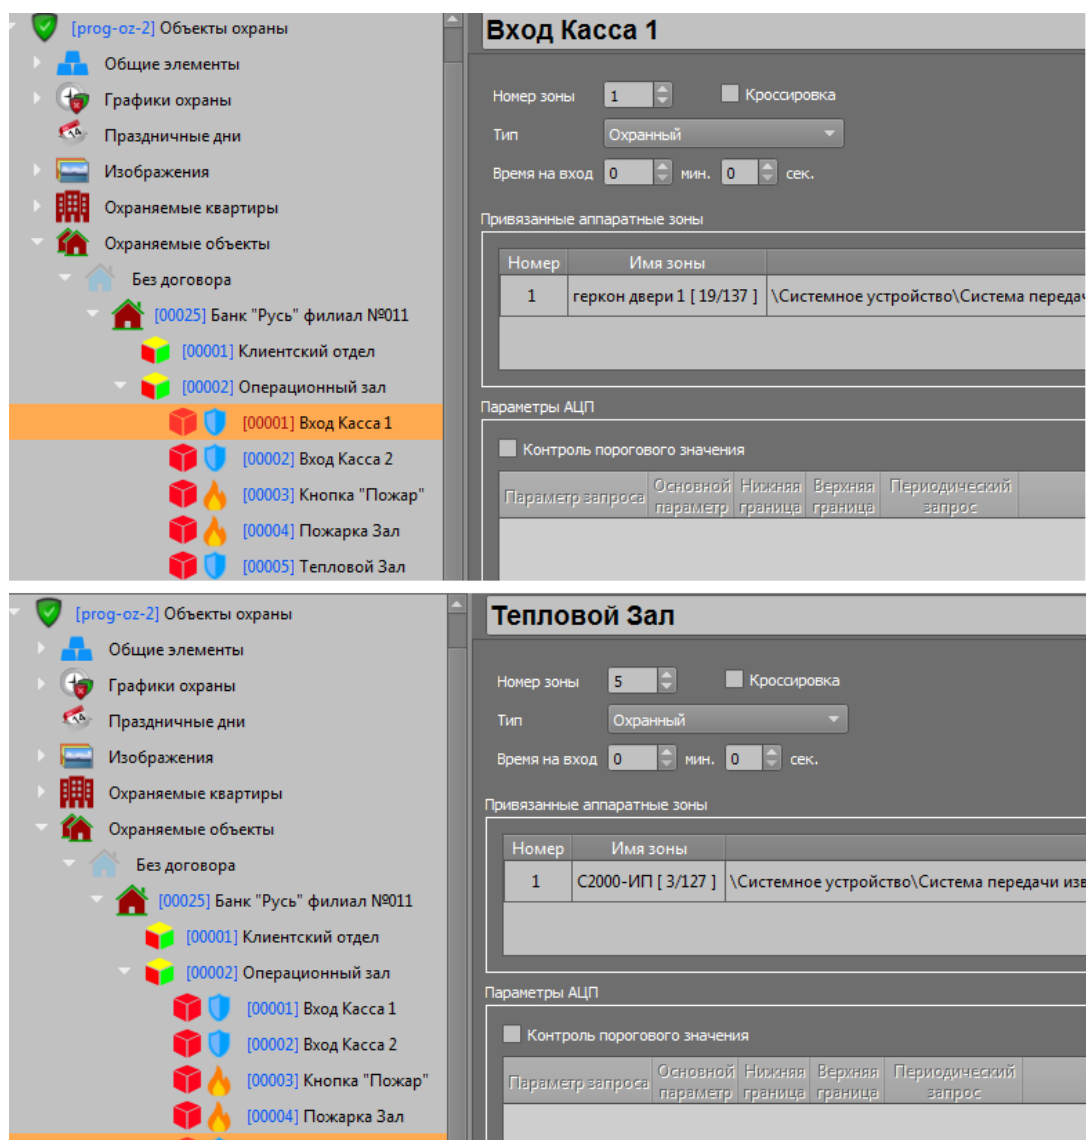 [prog-oz-2] Объекты охраны
Общие элементы
Графики охраны
Праздничные дни
Изображения
Охраняемые квартиры
Охраняемые объекты
Без договора
[00025] Банк "Русь" филиал №011
[00001] Клиентский отдел
[00002] Операционный зал
[00001] Вход Касса 1
[00002] Вход Касса 2
[00003] Кнопка "Пожар"
[00004] Пожарка Зал
[00005] Тепловой Зал
Вход Касса 1
Номер зоны 1 Кроссировка
Тип Охранный
Время на вход 0 мин. 0 сек.
Привязанные аппаратные зоны
Номер Имя зоны
1 геркон двери 1 [ 19/137 ] \Системное устройство\Система передач
Параметры АЦП
Контроль порогового значения
Параметр запроса Основной параметр Нижняя граница Верхняя граница Периодический запрос
[prog-oz-2] Объекты охраны
Общие элементы
Графики охраны
Праздничные дни
Изображения
Охраняемые квартиры
Охраняемые объекты
Без договора
[00025] Банк "Русь" филиал №011
[00001] Клиентский отдел
[00002] Операционный зал
[00001] Вход Касса 1
[00002] Вход Касса 2
[00003] Кнопка "Пожар"
[00004] Пожарка Зал
Тепловой Зал
Номер зоны 5 Кроссировка
Тип Охранный
Время на вход 0 мин. 0 сек.
Привязанные аппаратные зоны
Номер Имя зоны
1 С2000-ИП [ 3/127 ] \Системное устройство\Система передачи изв
Параметры АЦП
Контроль порогового значения
Параметр запроса Основной параметр Нижняя граница Верхняя граница Периодический запрос